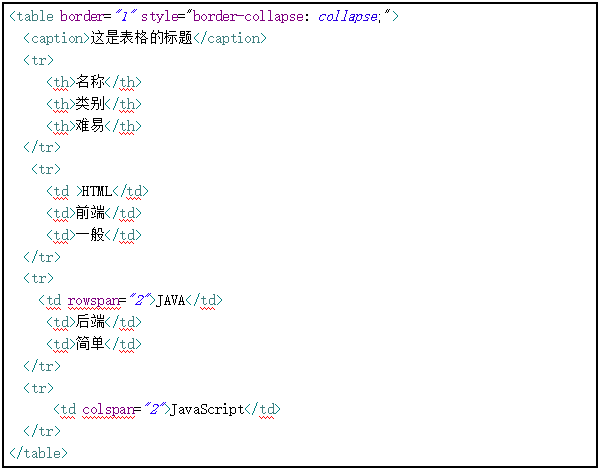 <table border="1" style="border-collapse: collapse;">
<caption>这是表格的标题</caption>
<tr>
<th>名称</th>
<th>类别</th>
<th>难易</th>
</tr>
<tr>
<td >HTML</td>
<td>前端</td>
<td>一般</td>
</tr>
<tr>
<td rowspan="2">JAVA</td>
<td>后端</td>
<td>简单</td>
</tr>
<tr>
<td colspan="2">JavaScript</td>
</tr>
</table>